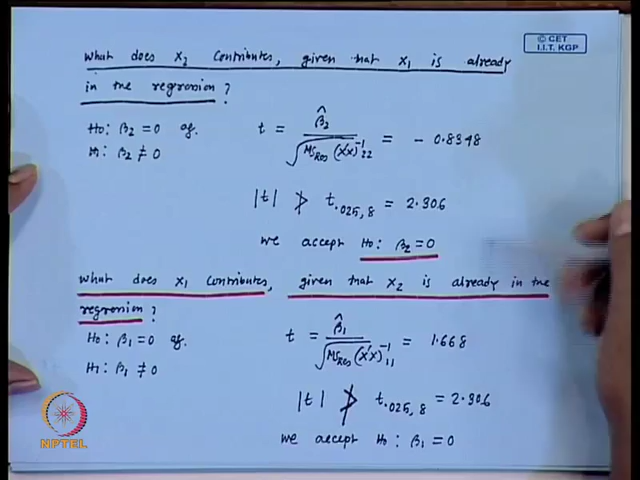 © CET
I.I.T. KGP
What does X2 Contributes, given that X1 is already
in the regression?
H0: β2 = 0 ag.
H1: β2 ≠ 0
t = β̂2 / √(MSRes (X'X)⁻¹22) = - 0.8348
|t| ≯ t.025, 8 = 2.306
we accept H0: β2 = 0
What does X1 Contributes, given that X2 is already in the
regression?
H0: β1 = 0 ag.
H1: β1 ≠ 0
t = β̂1 / √(MSRes (X'X)⁻¹11) = 1.668
|t| ≯ t.025, 8 = 2.306
we accept H0: β1 = 0
NPTEL